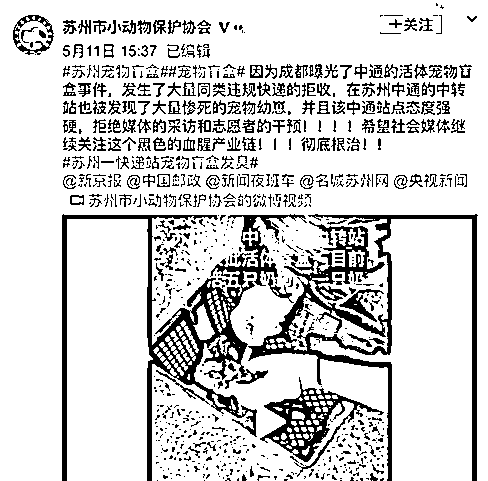 苏州市小动物保护协会
+关注
5月11日 15:37 已编辑
#苏州宠物盲盒##宠物盲盒# 因为成都曝光了中通的活体宠物盲
盒事件，发生了大量同类违规快递的拒收，在苏州中通的中转
站也被发现了大量惨死的宠物幼崽，并且该中通站点态度强
硬，拒绝媒体的采访和志愿者的干预！！！！希望社会媒体继
续关注这个黑色的血腥产业链！！！彻底根治！！
#苏州一快递站宠物盲盒发臭#
@新京报 @中国邮政 @新闻夜班车 @名城苏州网 @央视新闻
苏州市小动物保护协会的微博视频
转站
批活体
目前
五只奶
只奶